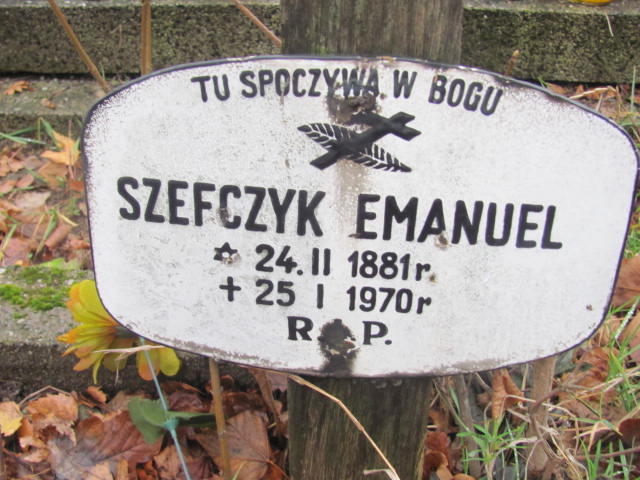 TU SPOCZYWA W BOGU
SZEFCZYK EMANUEL
* 24. II 1881 r.
+ 25 I 1970 r
R. P.